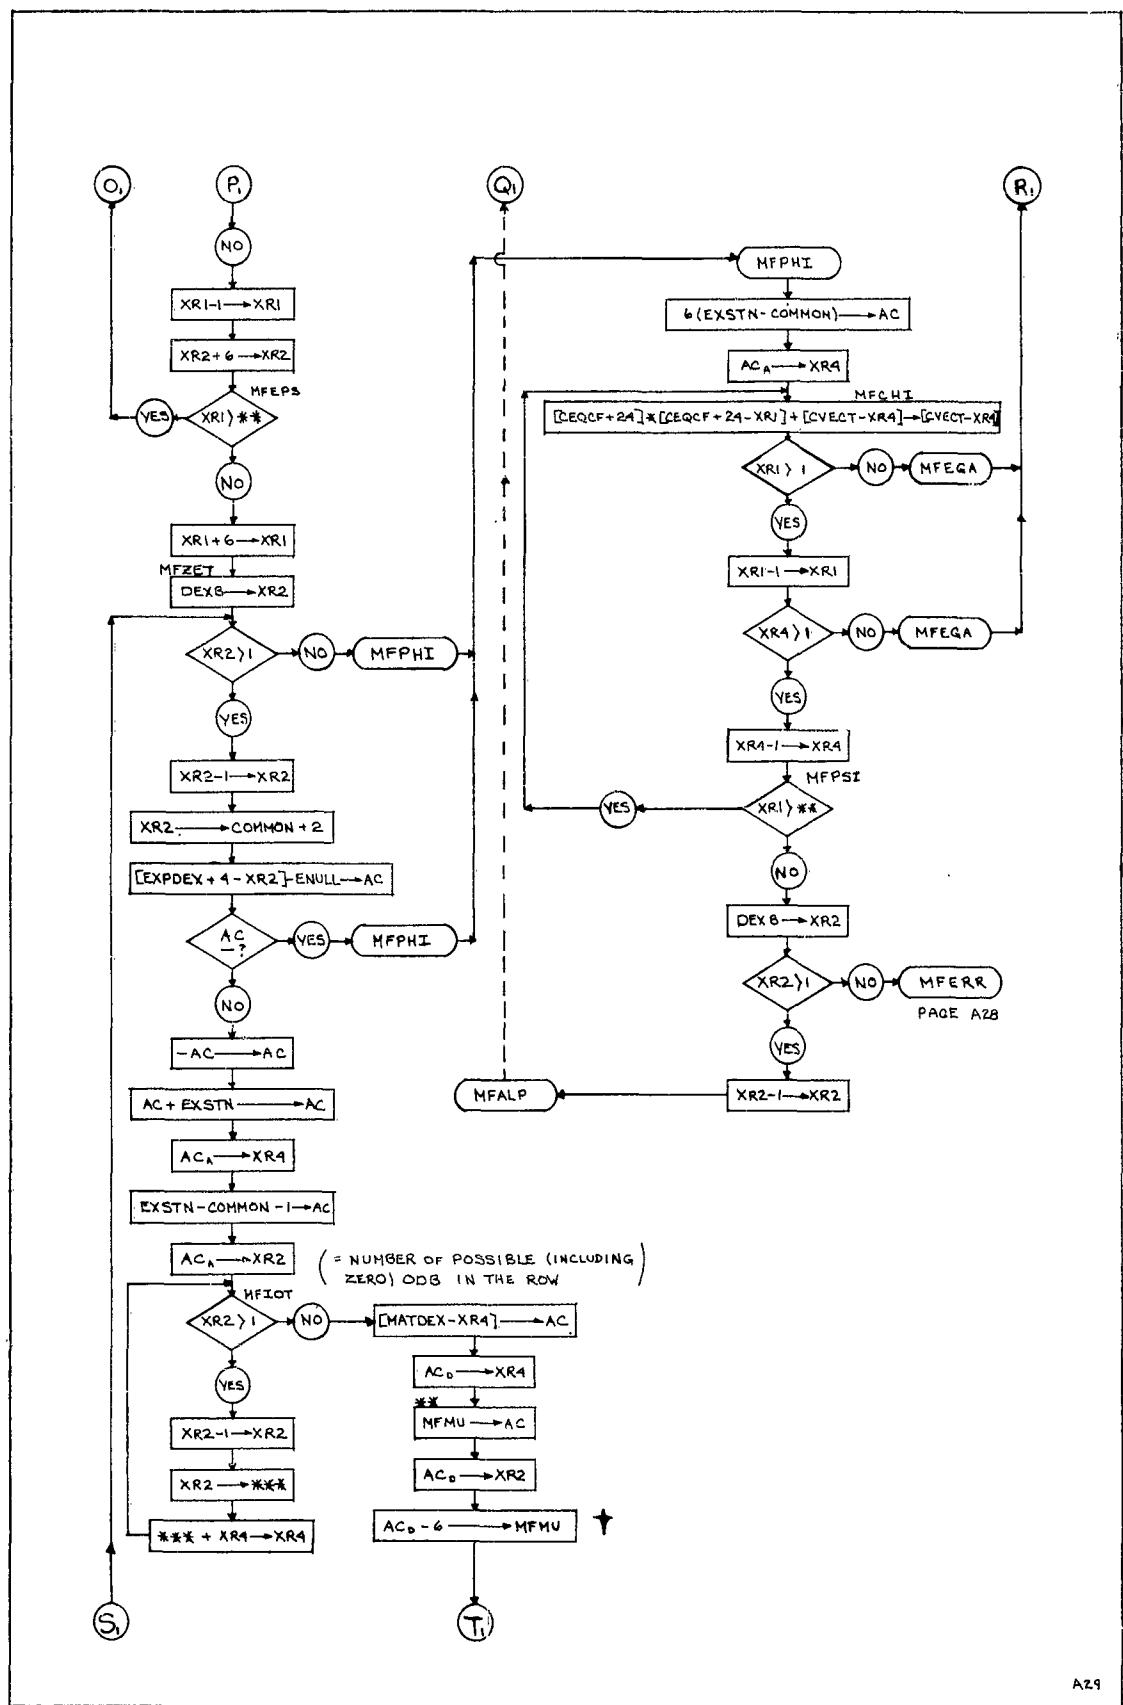 O₁
P₁
NO
XR1-1→XR1
XR2+6→XR2
MFEPS
XR1>**
YES
NO
XR1+6→XR1
MFZET
DEXB→XR2
XR2>1
NO
MFPHI
YES
XR2-1→XR2
XR2→COMMON+2
[EXPDEX+4-XR2]-ENULL→AC
AC
-?
YES
MFPHI
NO
-AC→AC
AC+EXSTN→AC
ACA→XR4
EXSTN-COMMON-1→AC
ACA→XR2
(= NUMBER OF POSSIBLE (INCLUDING
ZERO) ODB IN THE ROW)
MFIOT
XR2>1
NO
YES
XR2-1→XR2
XR2→***
*** + XR4→XR4
S₁
[MATDEX-XR4]→AC
ACD→XR4
**
MFMU→AC
ACD→XR2
ACD-6→MFMU
T₁
Q₁
MFALP
R₁
MFPHI
6(EXSTN-COMMON)→AC
ACA→XR4
MFCHI
[CEQCF+24]*[CEQCF+24-XR1]+[CVECT-XR4]→[CVECT-XR4]
XR1>1
NO
MFEGA
YES
XR1-1→XR1
XR4>1
NO
MFEGA
YES
XR4-1→XR4
MFPSI
XR1>**
YES
NO
DEXB→XR2
XR2>1
NO
MFERR
PAGE A28
YES
XR2-1→XR2
A29